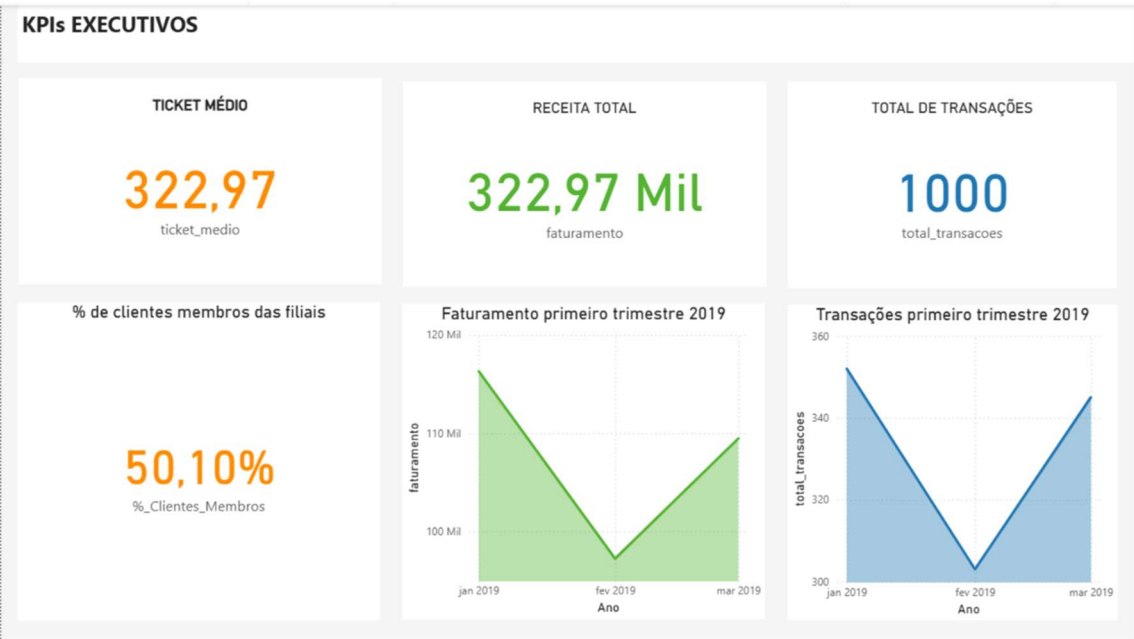 KPIs EXECUTIVOS
TICKET MÉDIO
322,97
ticket_medio
RECEITA TOTAL
322,97 Mil
faturamento
TOTAL DE TRANSAÇÕES
1000
total_transacoes
% de clientes membros das filiais
50,10%
%_Clientes_Membros
Faturamento primeiro trimestre 2019
120 Mil
110 Mil
100 Mil
faturamento
jan 2019
fev 2019
mar 2019
Ano
Transações primeiro trimestre 2019
360
340
320
300
total_transacoes
jan 2019
fev 2019
mar 2019
Ano